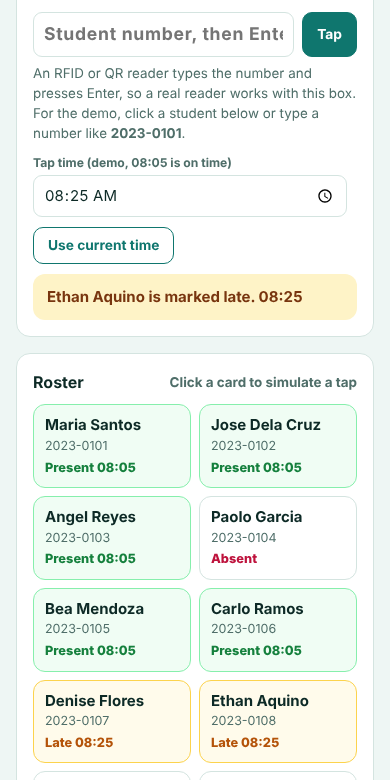 Student number, then Ente
Tap
An RFID or QR reader types the number and
presses Enter, so a real reader works with this box.
For the demo, click a student below or type a
number like 2023-0101.
Tap time (demo, 08:05 is on time)
08:25 AM
Use current time
Ethan Aquino is marked late. 08:25
Roster
Click a card to simulate a tap
Maria Santos
2023-0101
Present 08:05
Jose Dela Cruz
2023-0102
Present 08:05
Angel Reyes
2023-0103
Present 08:05
Paolo Garcia
2023-0104
Absent
Bea Mendoza
2023-0105
Present 08:05
Carlo Ramos
2023-0106
Present 08:05
Denise Flores
2023-0107
Late 08:25
Ethan Aquino
2023-0108
Late 08:25